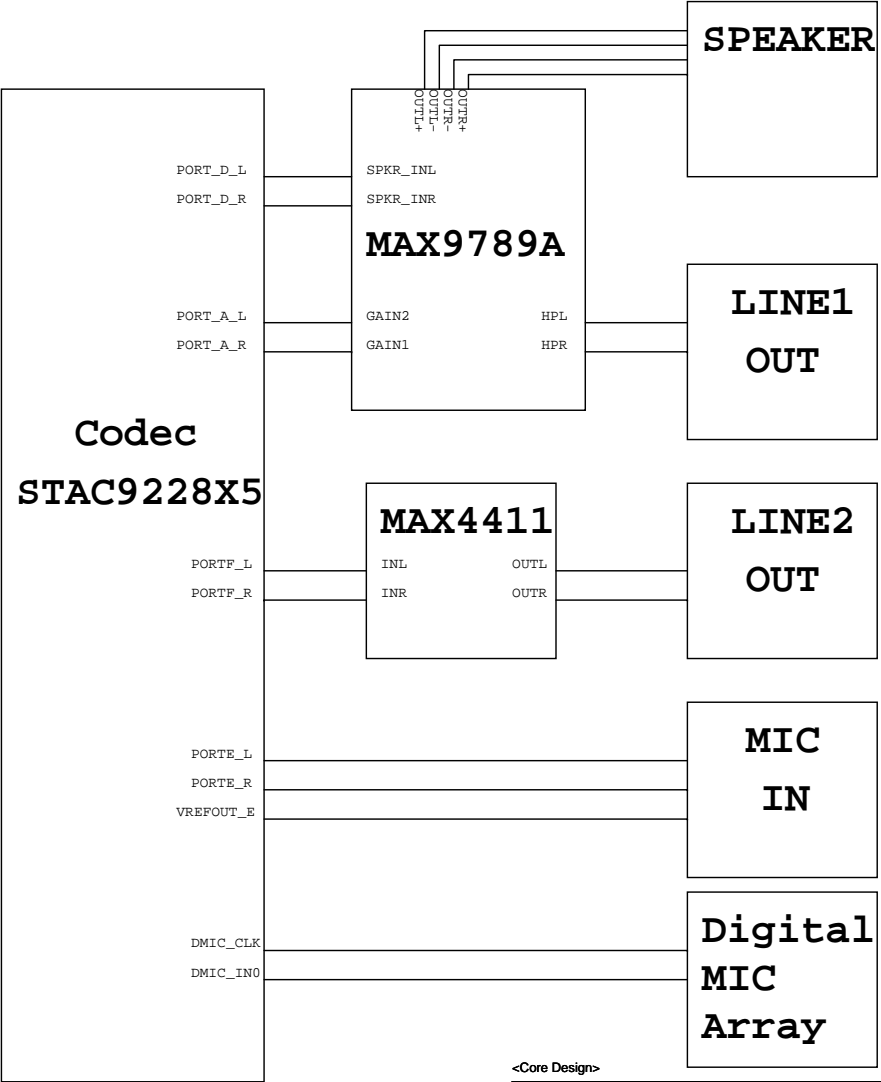 SPEAKER
OUTL+
OUTL-
OUTR-
OUTR+
PORT_D_L
SPKR_INL
PORT_D_R
SPKR_INR
MAX9789A
LINE1
OUT
PORT_A_L
GAIN2
HPL
PORT_A_R
GAIN1
HPR
Codec
STAC9228X5
MAX4411
LINE2
OUT
PORTF_L
INL
OUTL
PORTF_R
INR
OUTR
MIC
IN
PORTE_L
PORTE_R
VREFOUT_E
Digital
MIC
Array
DMIC_CLK
DMIC_IN0
<Core Design>